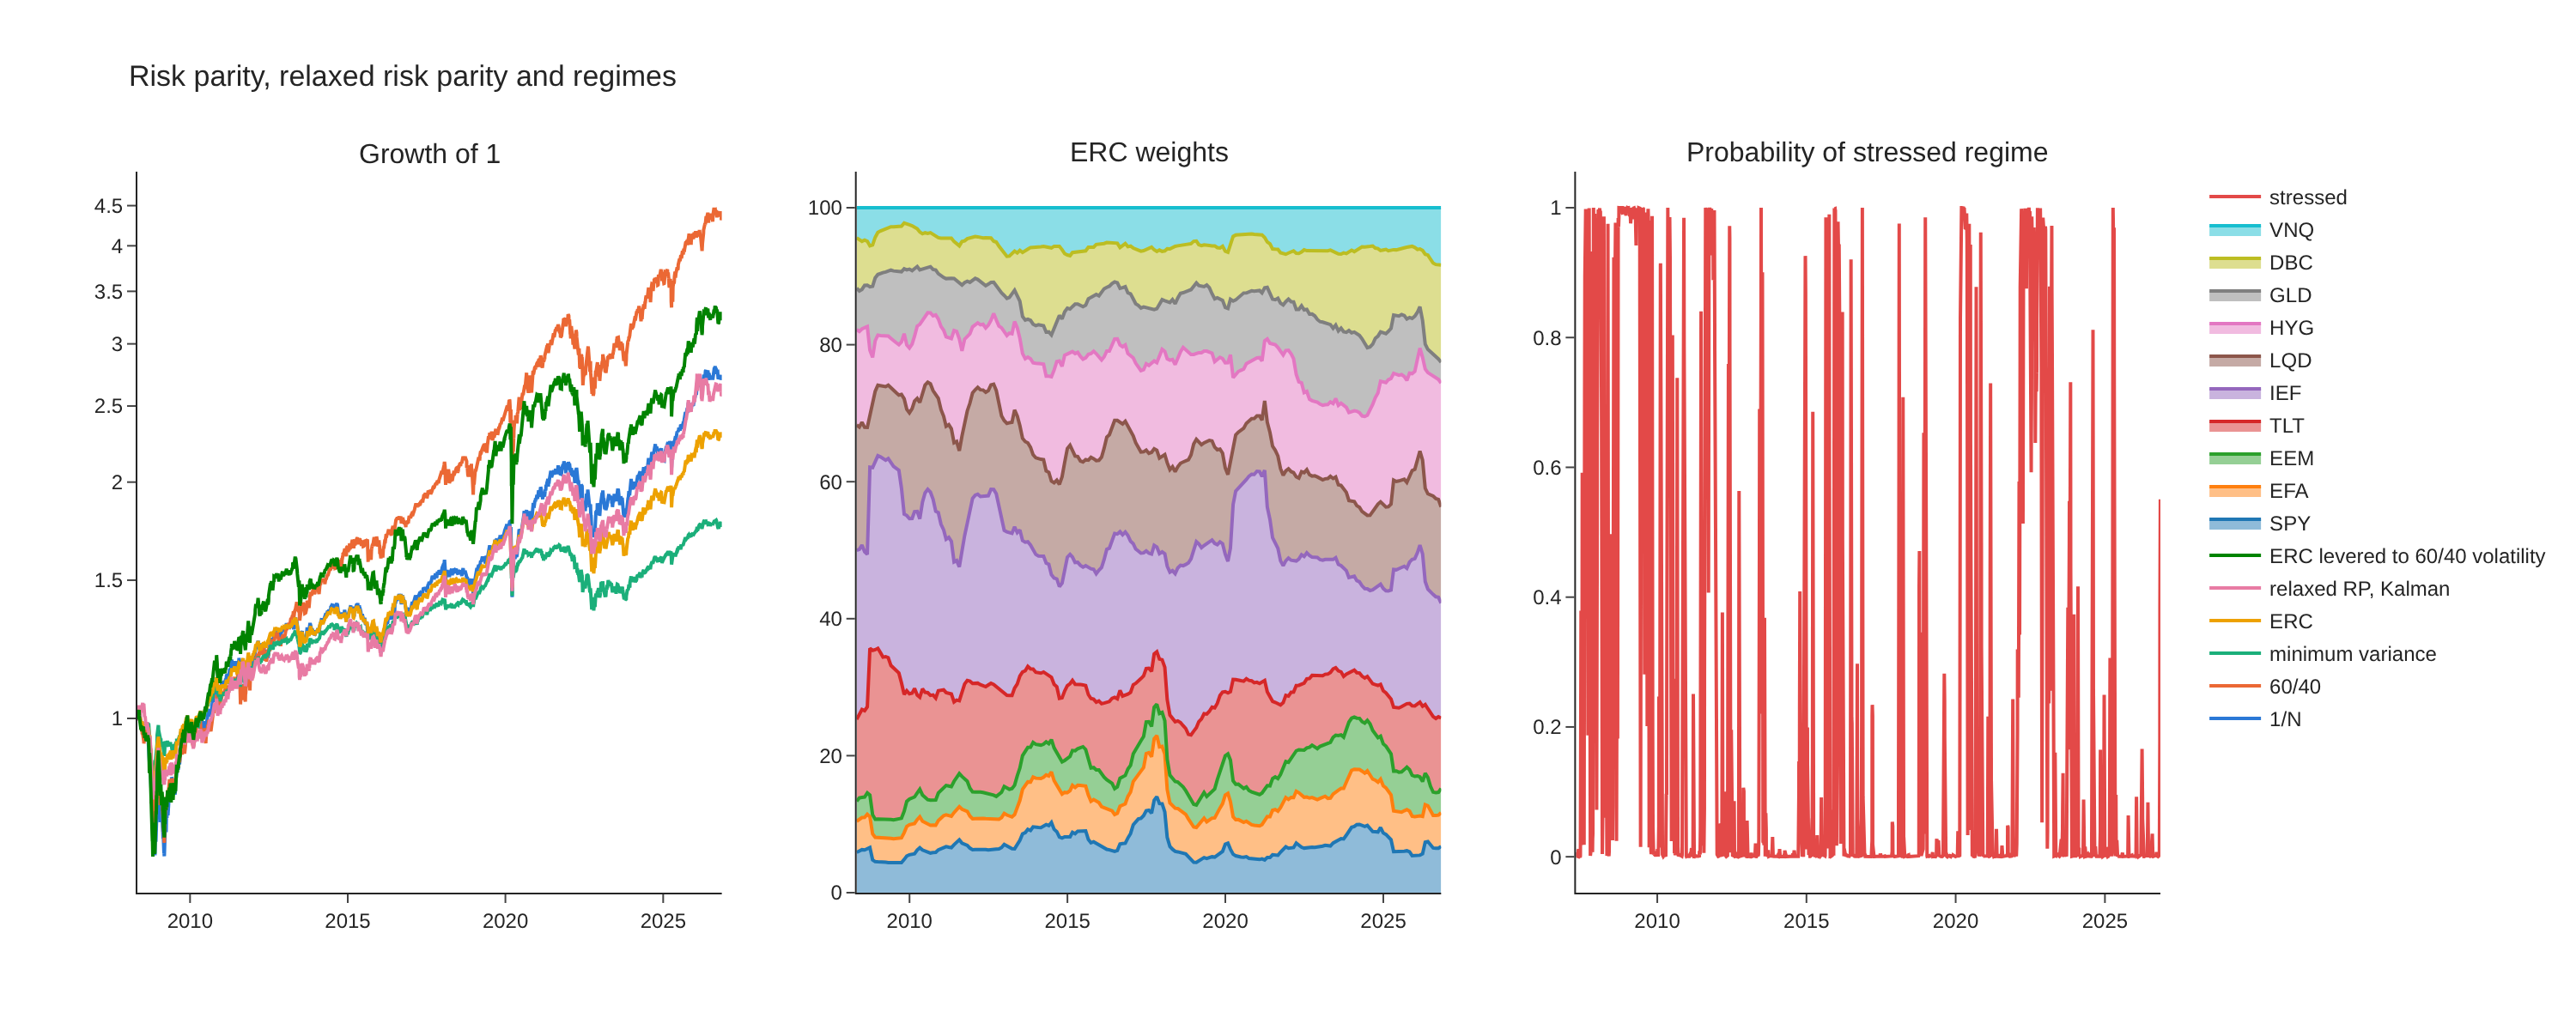 Risk parity, relaxed risk parity and regimes
Growth of 1
4.5
4
3.5
3
2.5
2
1.5
1
2010
2015
2020
2025
ERC weights
100
80
60
40
20
0
2010
2015
2020
2025
Probability of stressed regime
1
0.8
0.6
0.4
0.2
0
2010
2015
2020
2025
stressed
VNQ
DBC
GLD
HYG
LQD
IEF
TLT
EEM
EFA
SPY
ERC levered to 60/40 volatility
relaxed RP, Kalman
ERC
minimum variance
60/40
1/N